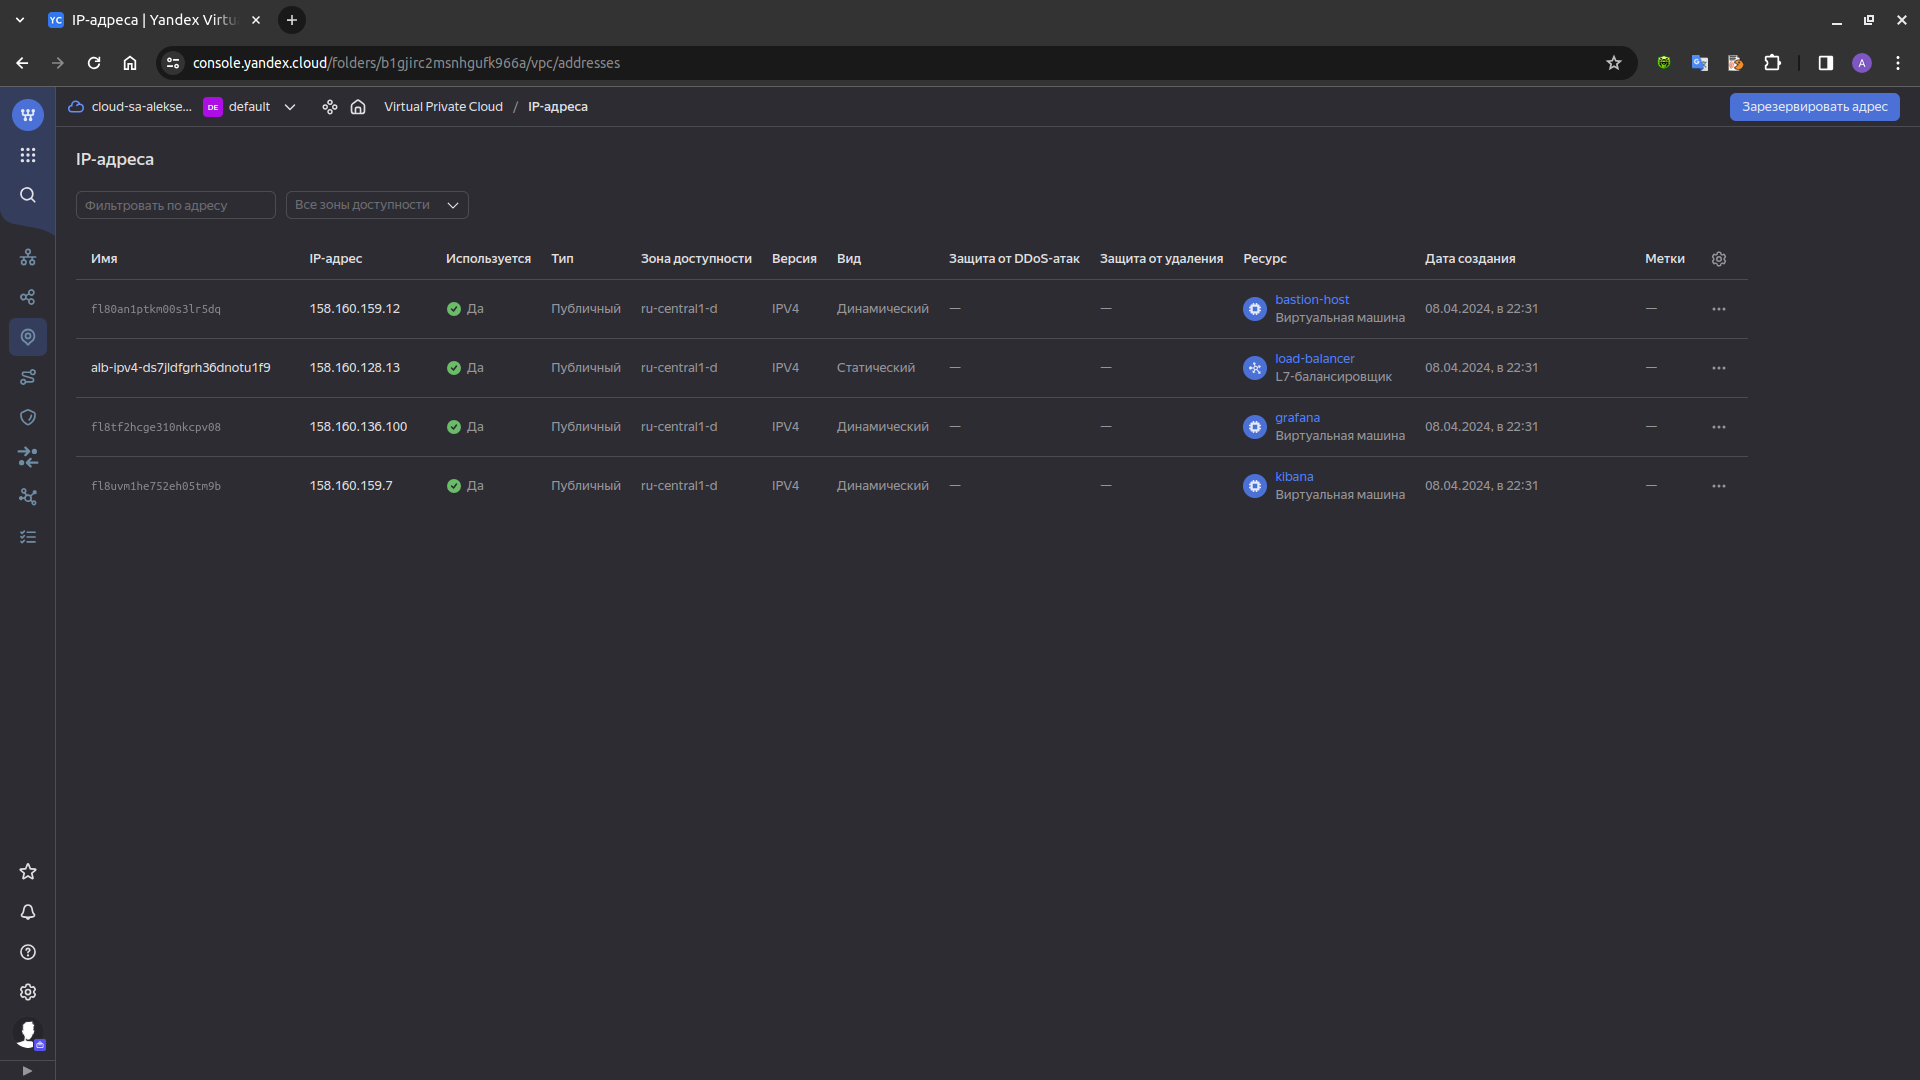 IP-адреса | Yandex Virtu
console.yandex.cloud/folders/b1gjirc2msnhgufk966a/vpc/addresses
cloud-sa-alekse... DE default Virtual Private Cloud / IP-адреса Зарезервировать адрес
IP-адреса
Фильтровать по адресу Все зоны доступности
Имя IP-адрес Используется Тип Зона доступности Версия Вид Защита от DDoS-атак Защита от удаления Ресурс Дата создания Метки
fl80an1ptkm00s3lr5dq 158.160.159.12 Да Публичный ru-central1-d IPV4 Динамический — — bastion-host Виртуальная машина 08.04.2024, в 22:31 —
alb-ipv4-ds7jldfgrh36dnotu1f9 158.160.128.13 Да Публичный ru-central1-d IPV4 Статический — — load-balancer L7-балансировщик 08.04.2024, в 22:31 —
fl8tf2hcge310nkcpv08 158.160.136.100 Да Публичный ru-central1-d IPV4 Динамический — — grafana Виртуальная машина 08.04.2024, в 22:31 —
fl8uvm1he752eh05tm9b 158.160.159.7 Да Публичный ru-central1-d IPV4 Динамический — — kibana Виртуальная машина 08.04.2024, в 22:31 —